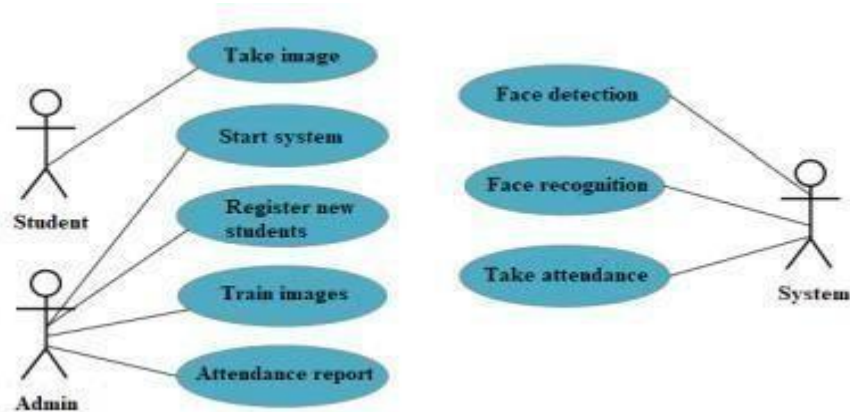 Take image
Start system
Register new
students
Train images
Attendance report
Student
Admin
Face detection
Face recognition
Take attendance
System